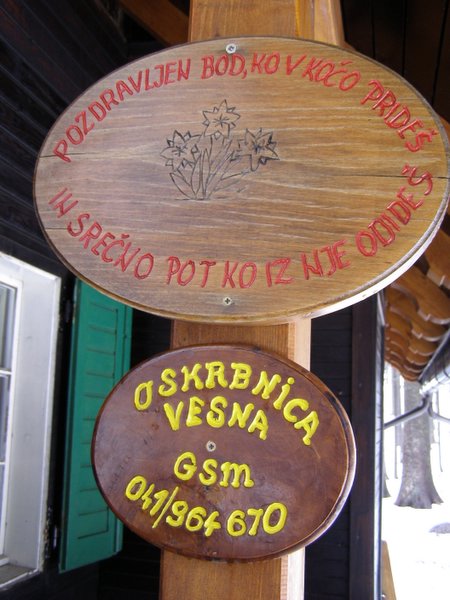 POZDRAVLJEN BOD, KO V KOČO PRIDEŠ
IN SREČNO POT KO IZ NJE ODIDEŠ
OSKRBNICA
VESNA
GSM
041/964 670